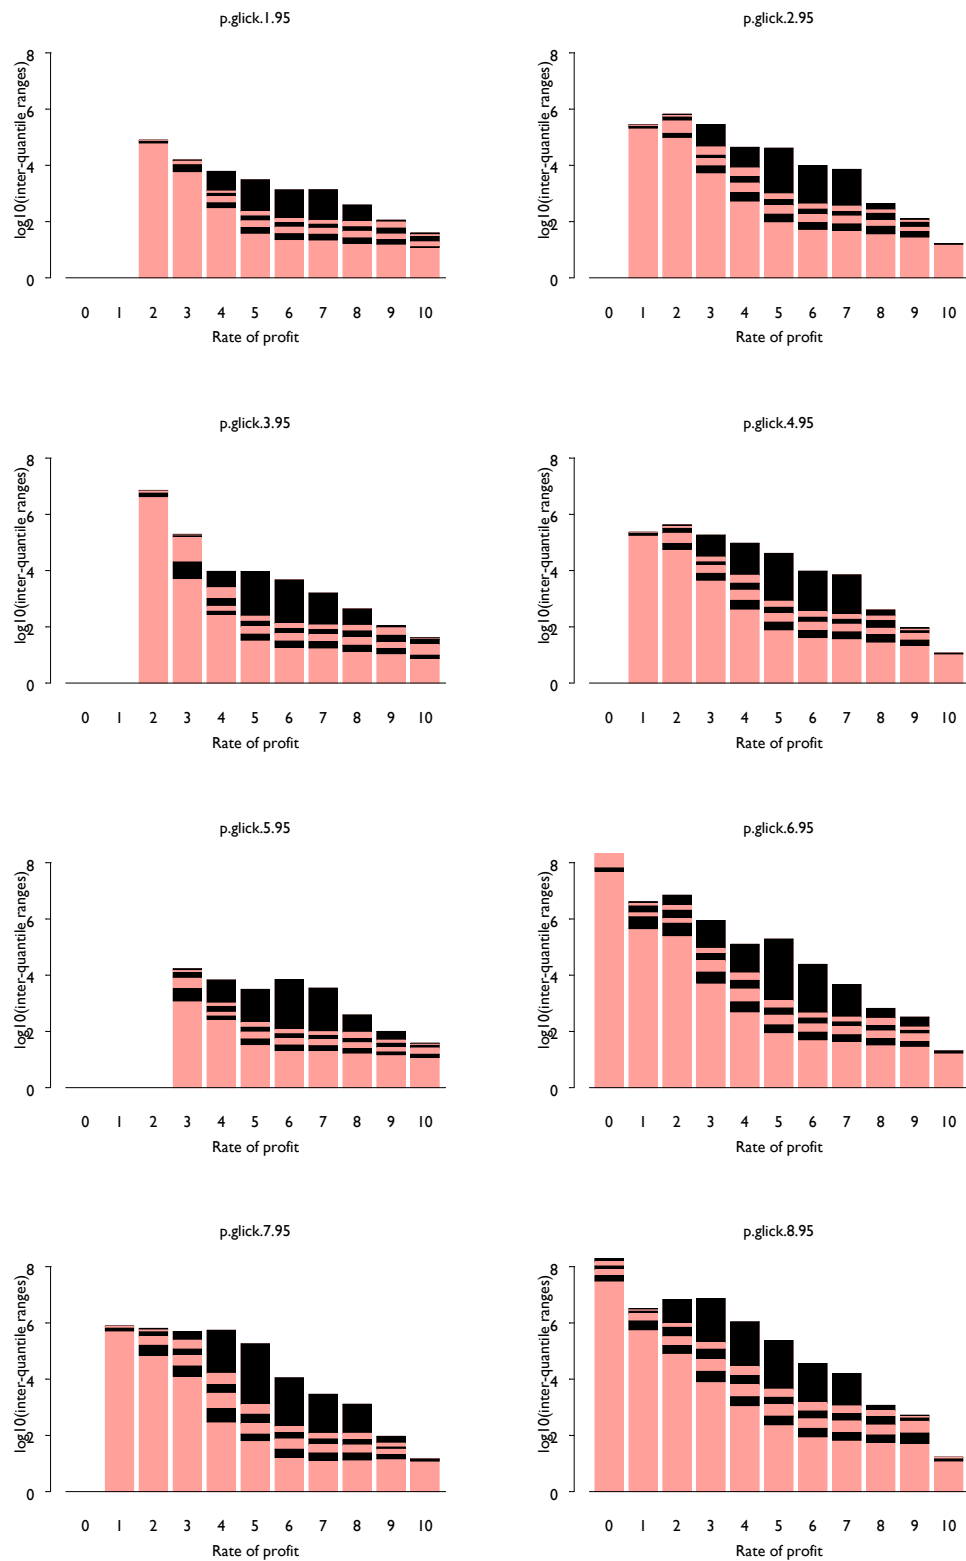 p.glick.1.95
log10(inter-quantile ranges)
8
6
4
2
0
0 1 2 3 4 5 6 7 8 9 10
Rate of profit
p.glick.2.95
log10(inter-quantile ranges)
8
6
4
2
0
0 1 2 3 4 5 6 7 8 9 10
Rate of profit
p.glick.3.95
log10(inter-quantile ranges)
8
6
4
2
0
0 1 2 3 4 5 6 7 8 9 10
Rate of profit
p.glick.4.95
log10(inter-quantile ranges)
8
6
4
2
0
0 1 2 3 4 5 6 7 8 9 10
Rate of profit
p.glick.5.95
log10(inter-quantile ranges)
8
6
4
2
0
0 1 2 3 4 5 6 7 8 9 10
Rate of profit
p.glick.6.95
log10(inter-quantile ranges)
8
6
4
2
0
0 1 2 3 4 5 6 7 8 9 10
Rate of profit
p.glick.7.95
log10(inter-quantile ranges)
8
6
4
2
0
0 1 2 3 4 5 6 7 8 9 10
Rate of profit
p.glick.8.95
log10(inter-quantile ranges)
8
6
4
2
0
0 1 2 3 4 5 6 7 8 9 10
Rate of profit